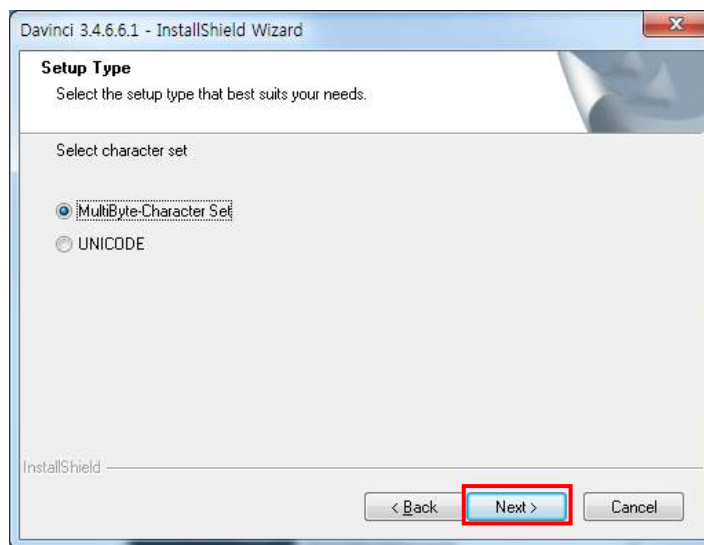 Davinci 3.4.6.6.1 - InstallShield Wizard
Setup Type
Select the setup type that best suits your needs.
Select character set
MultiByte-Character Set
UNICODE
InstallShield
< Back
Next >
Cancel